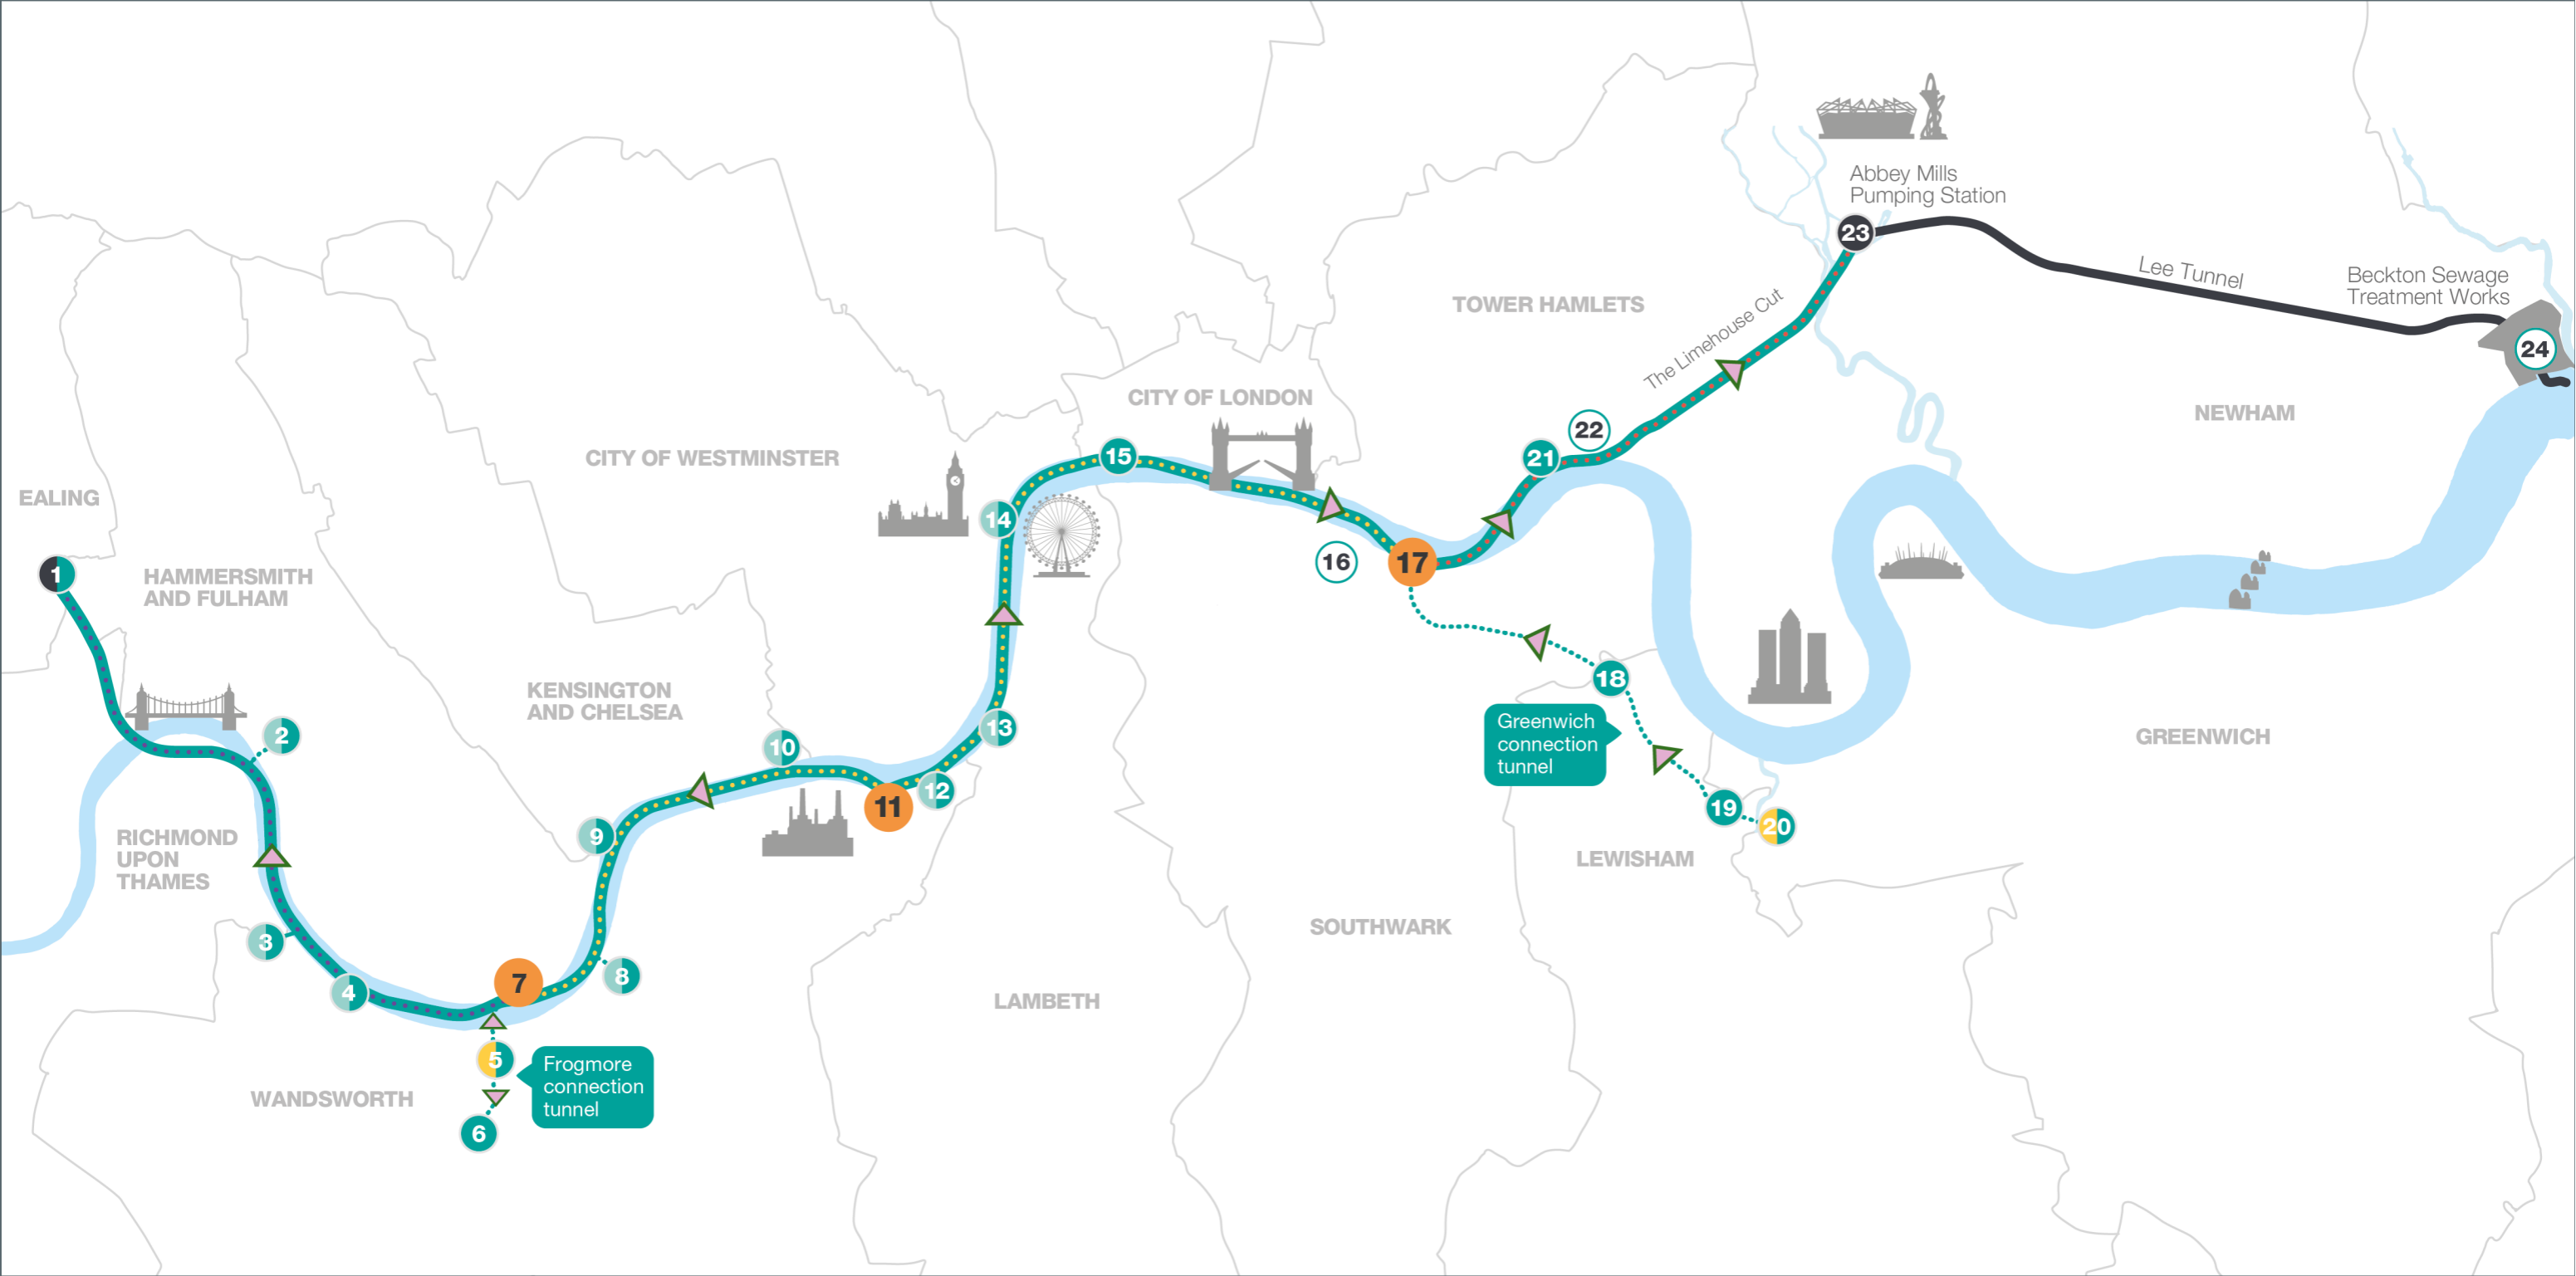 Abbey Mills
Pumping Station
23
Lee Tunnel
Beckton Sewage
Treatment Works
24
TOWER HAMLETS
The Limehouse Cut
CITY OF LONDON
NEWHAM
22
21
15
CITY OF WESTMINSTER
EALING
14
16
17
1
HAMMERSMITH
AND FULHAM
KENSINGTON
AND CHELSEA
18
Greenwich
connection
tunnel
GREENWICH
2
10
13
12
11
19
20
9
RICHMOND
UPON
THAMES
LEWISHAM
SOUTHWARK
3
4
7
8
LAMBETH
5
Frogmore
connection
tunnel
WANDSWORTH
6